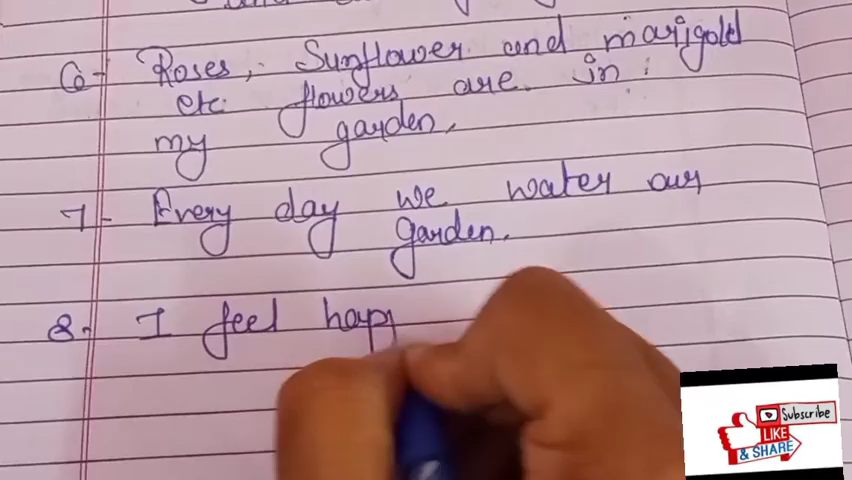 6- Roses, Sunflower and marigold
etc flowers are in
my garden.
7- Every day we water our
garden.
8. I feel hap
Subscribe
LIKE
& SHARE